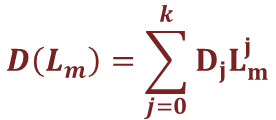 D(L_m) = \sum_{j=0}^{k} D_j L_m^j